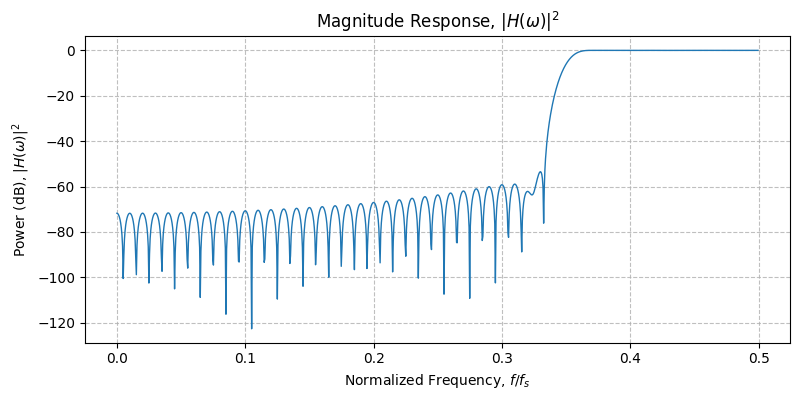 Magnitude Response, |H(ω)|²
Power (dB), |H(ω)|²
0
−20
−40
−60
−80
−100
−120
0.0 0.1 0.2 0.3 0.4 0.5
Normalized Frequency, f/fₛ